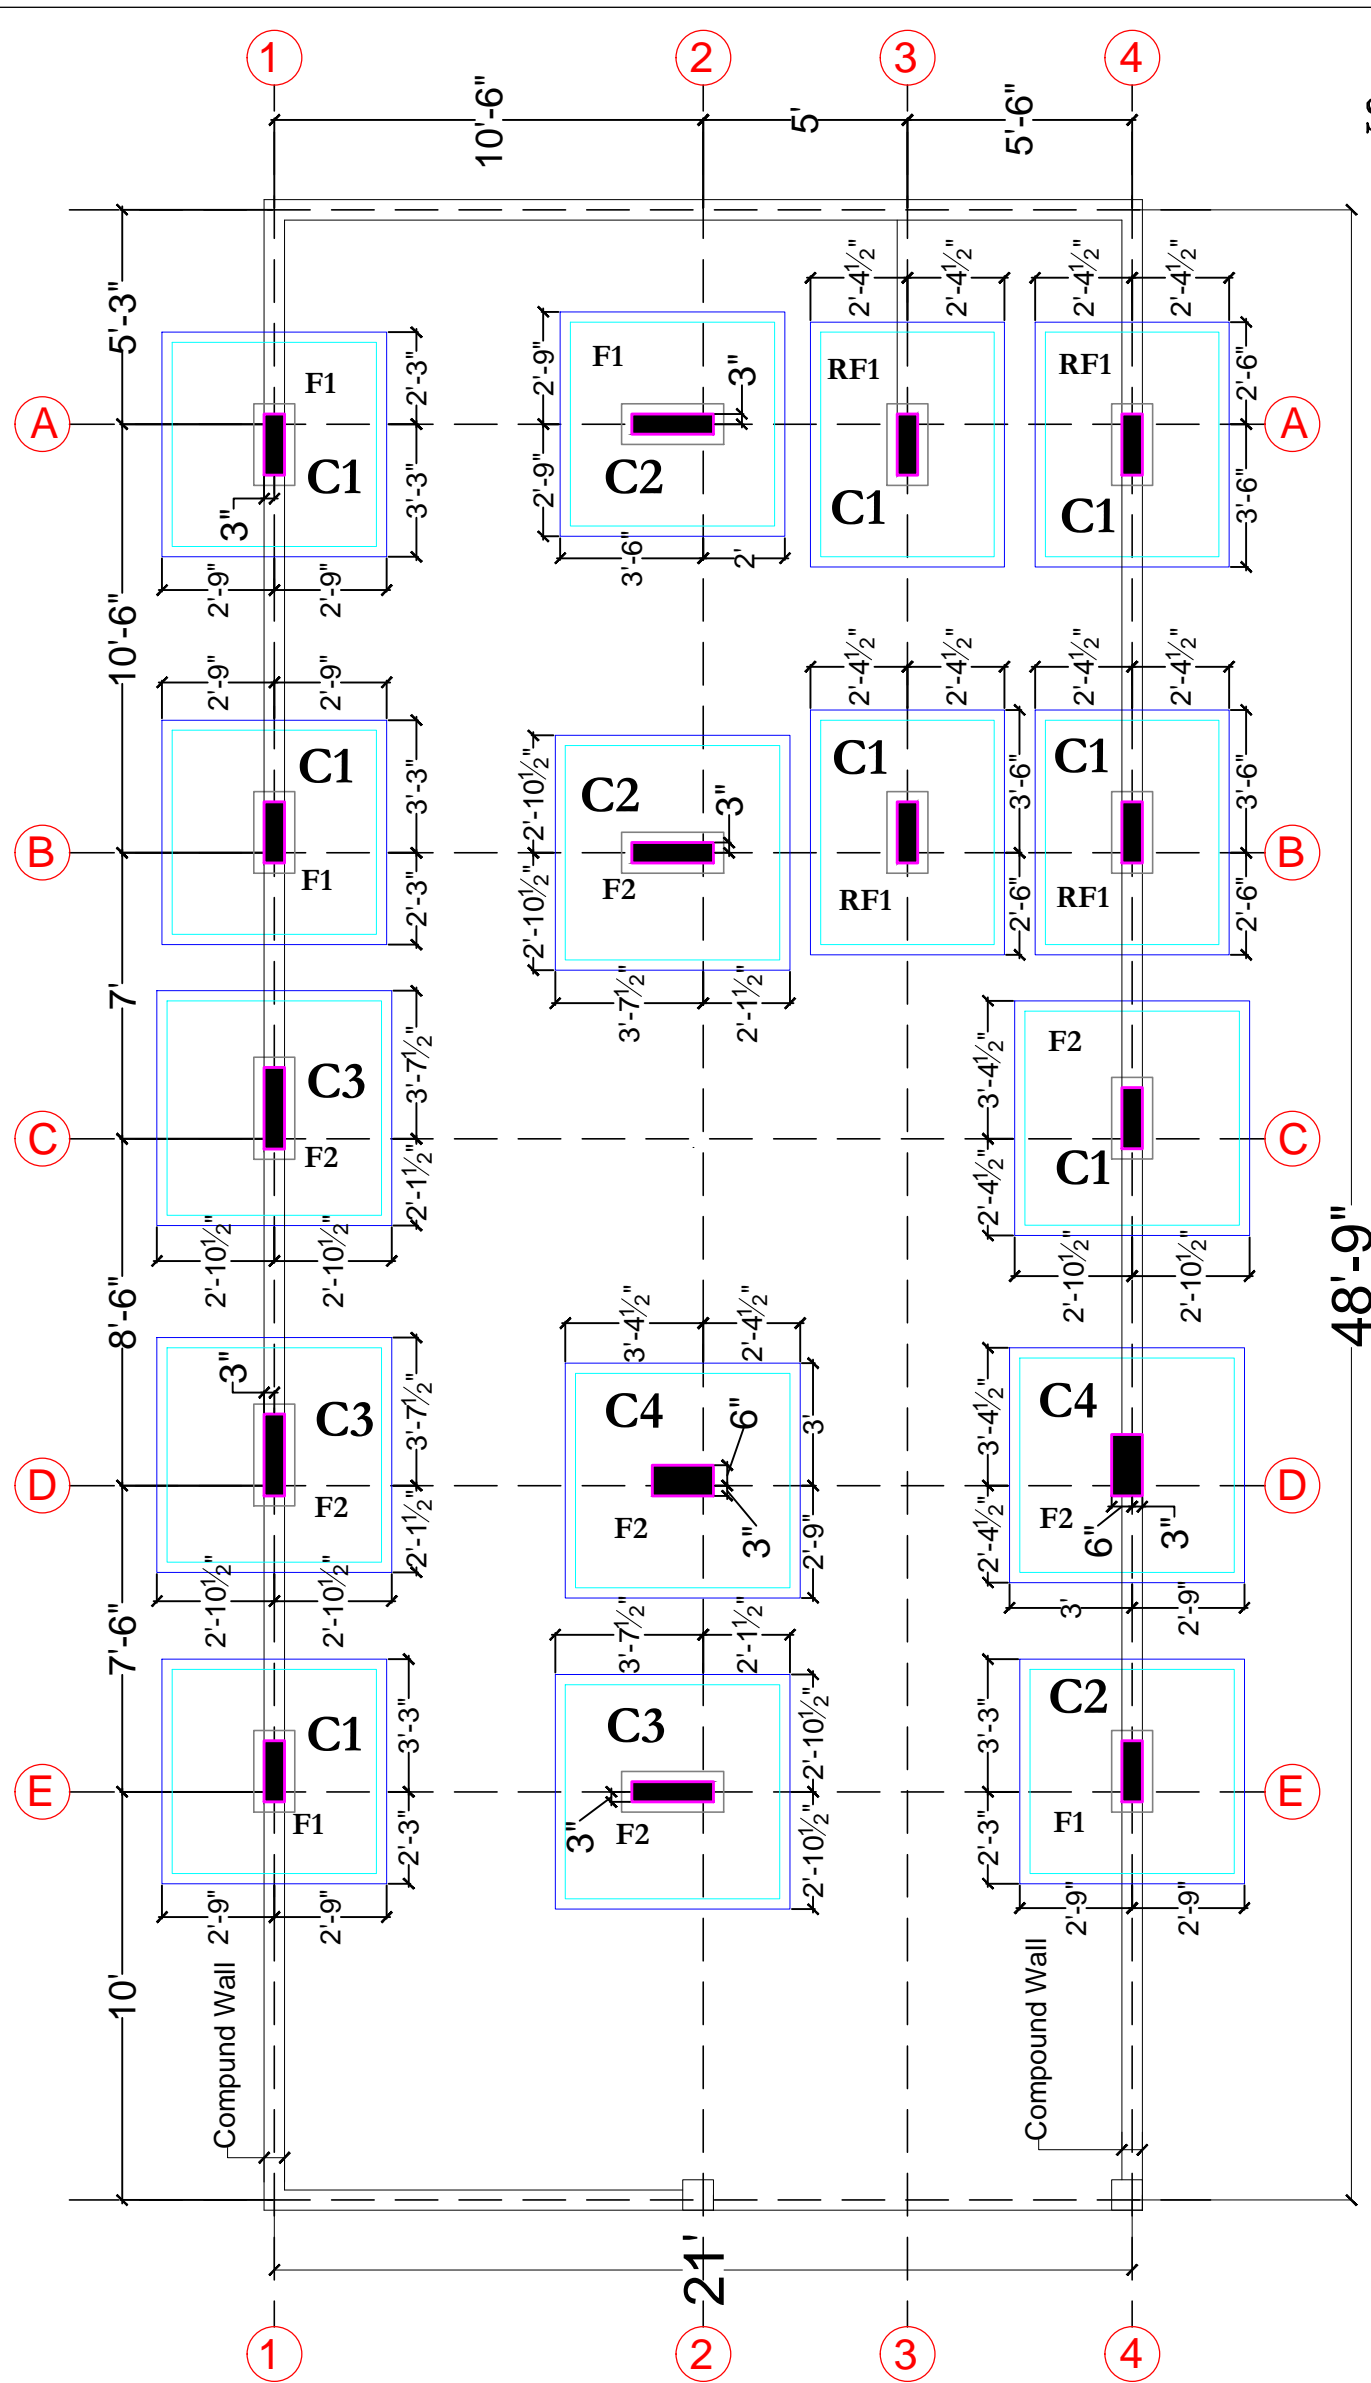 1 2 3 4
10'-6" 5' 5'-6"
5'-3"
2'-4½" 2'-4½" 2'-4½" 2'-4½"
F1 2'-3" 2'-9" F1 3" RF1 RF1 2'-6"
A A
C1 3'-3" 2'-9" C2 C1 C1 3'-6"
3"
3'-6" 2'
2'-9" 2'-9"
10'-6"
2'-9" 2'-9" 2'-4½" 2'-4½" 2'-4½" 2'-4½"
C1 3'-3" 2'-10½" C2 3" C1 3'-6" C1 3'-6"
B B
F1 2'-3" 2'-10½" F2 RF1 2'-6" RF1 2'-6"
3'-7½" 2'-1½"
7'
C3 3'-7½" 3'-4½" F2
C C
F2 2'-1½" 2'-4½" C1
2'-10½" 2'-10½" 2'-10½" 2'-10½"
8'-6"
48'-9"
3'-4½" 2'-4½"
3" C3 3'-7½" C4 6" 3' 3'-4½" C4
D D
F2 2'-1½" F2 3" 2'-9" 2'-4½" F2 6" 3"
2'-10½" 2'-10½" 3' 2'-9"
7'-6"
3'-7½" 2'-1½"
C1 3'-3" C3 2'-10½" 3'-3" C2
E E
F1 2'-3" 3" F2 2'-10½" 2'-3" F1
2'-9" 2'-9" 2'-9" 2'-9"
10'
Compund Wall Compound Wall
21'
1 2 3 4